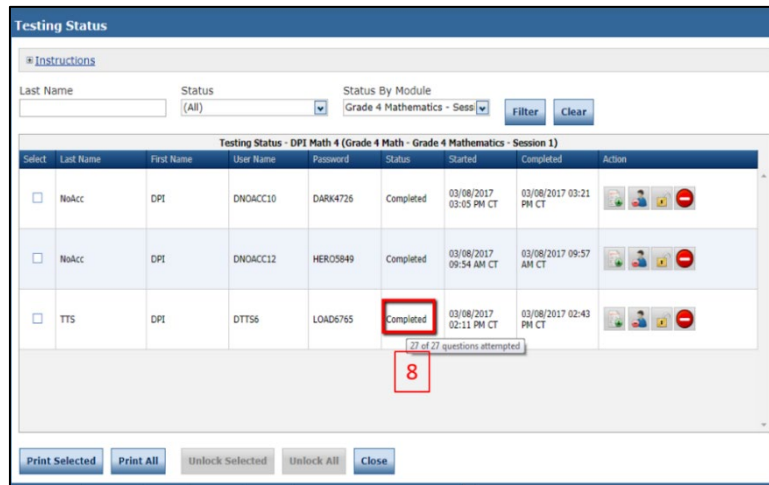 Testing Status
Instructions
Last Name Status Status By Module
(All) Grade 4 Mathematics - Sessi Filter Clear
Testing Status - DPI Math 4 (Grade 4 Math - Grade 4 Mathematics - Session 1)
Select Last Name First Name User Name Password Status Started Completed Action
NoAcc DPI DNOACC10 DARK4726 Completed 03/08/2017 03:05 PM CT 03/08/2017 03:21 PM CT
NoAcc DPI DNOACC12 HERO5849 Completed 03/08/2017 09:54 AM CT 03/08/2017 09:57 AM CT
TTS DPI DTTS6 LOAD6765 Completed 03/08/2017 02:11 PM CT 03/08/2017 02:43 PM CT
27 of 27 questions attempted
8
Print Selected Print All Unlock Selected Unlock All Close